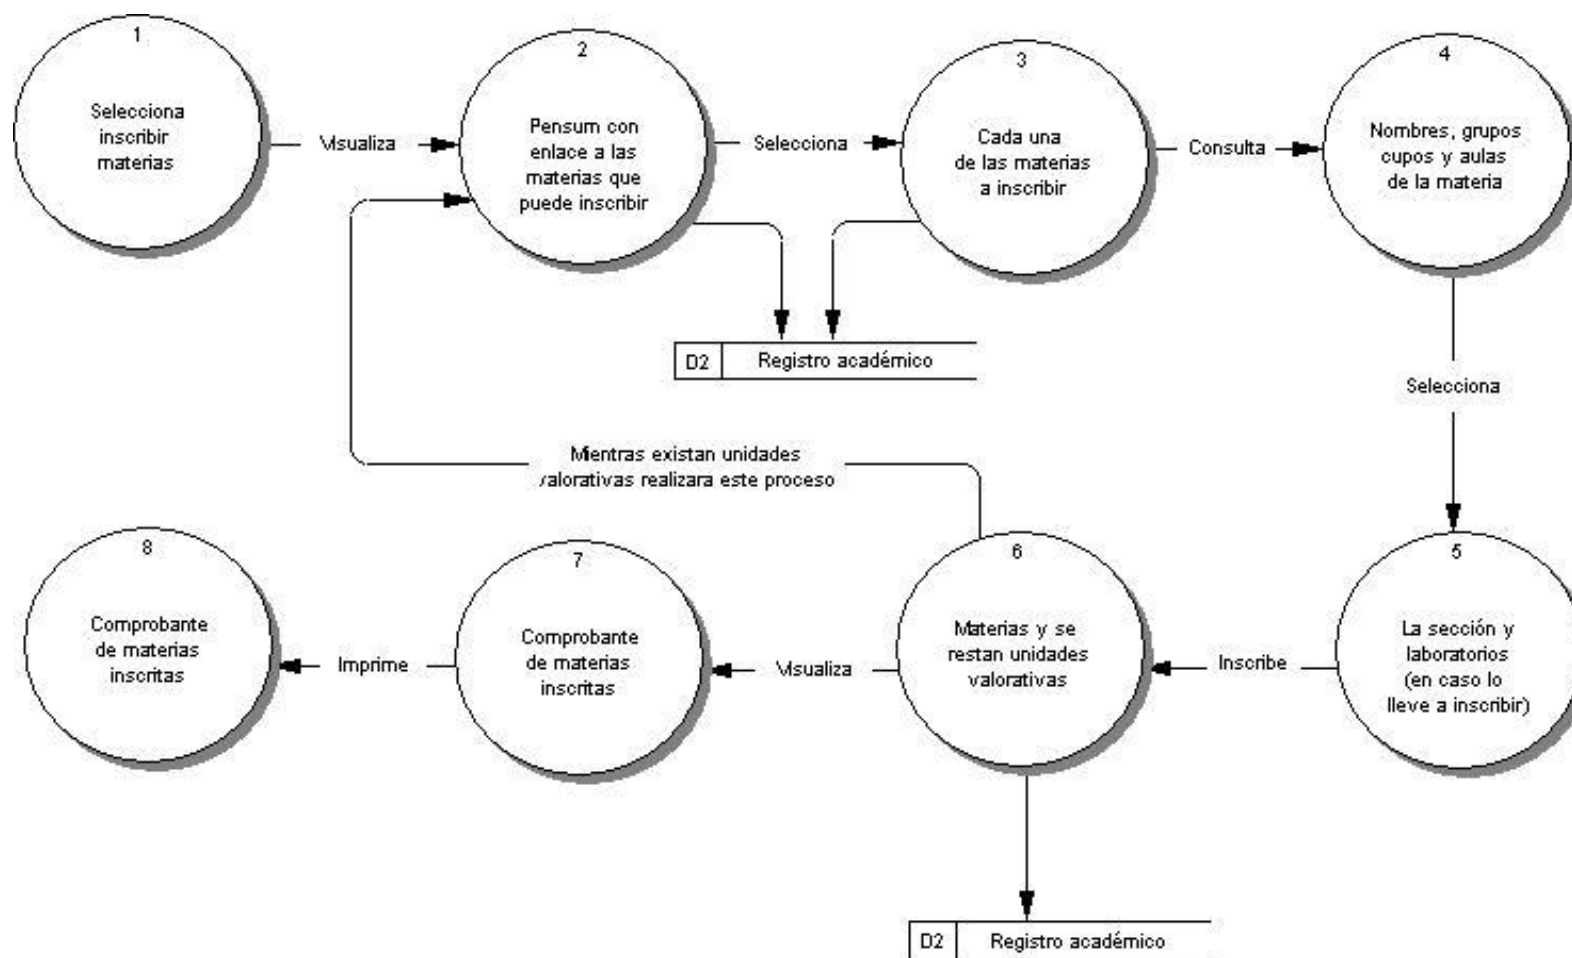 1
Selecciona
inscribir
materias
Visualiza
2
Pensum con
enlace a las
materias que
puede inscribir
Selecciona
3
Cada una
de las materias
a inscribir
Consulta
4
Nombres, grupos
cupos y aulas
de la materia
D2 Registro académico
Selecciona
Mientras existan unidades
valorativas realizara este proceso
5
La sección y
laboratorios
(en caso lo
lleve a inscribir)
Inscribe
6
Materias y se
restan unidades
valorativas
Visualiza
7
Comprobante
de materias
inscritas
Imprime
8
Comprobante
de materias
inscritas
D2 Registro académico